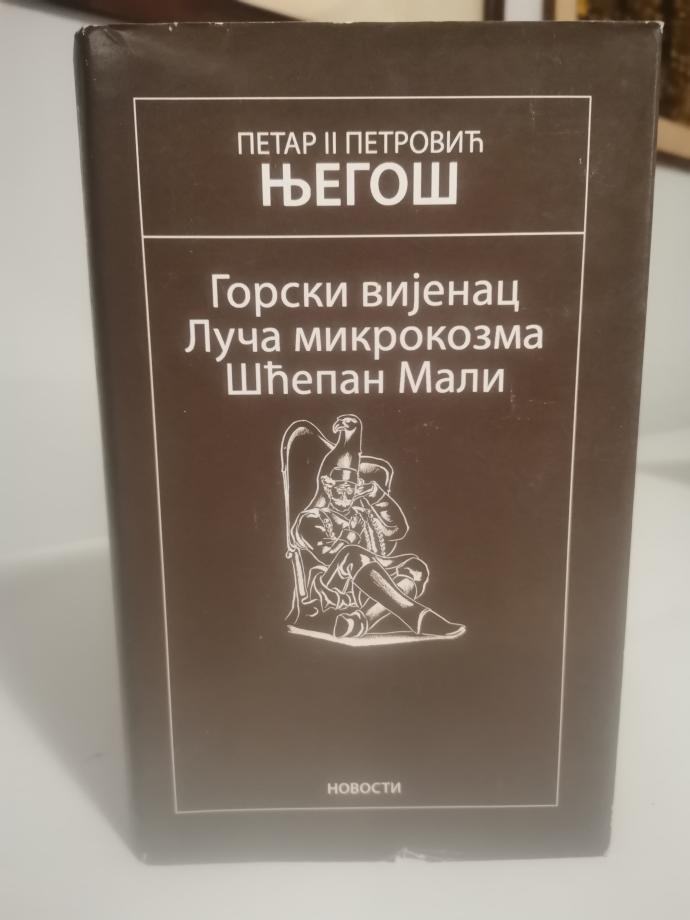 ПЕТАР II ПЕТРОВИЋ
ЊЕГОШ
Горски вијенац
Луча микрокозма
Шћепан Мали
НОВОСТИ